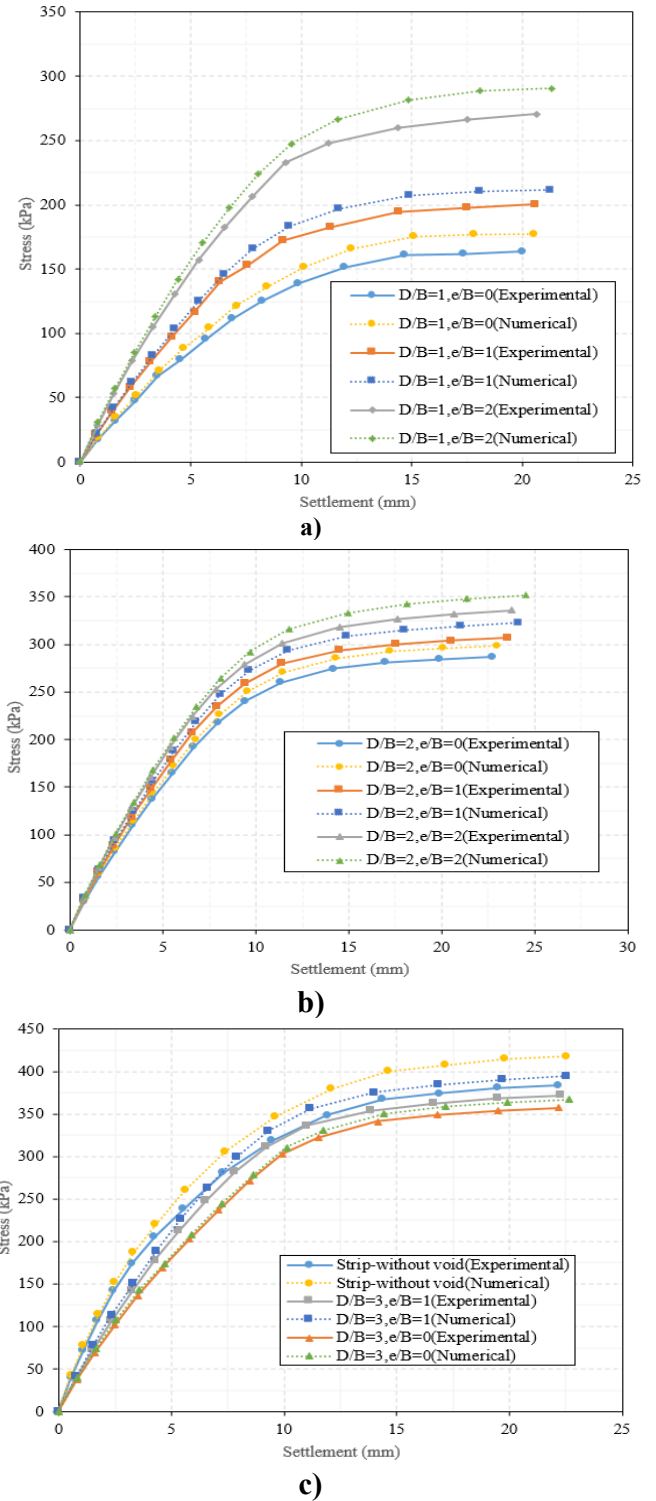 350
300
250
200
150
100
50
0
Stress (kPa)
D/B=1,e/B=0(Experimental)
D/B=1,e/B=0(Numerical)
D/B=1,e/B=1(Experimental)
D/B=1,e/B=1(Numerical)
D/B=1,e/B=2(Experimental)
D/B=1,e/B=2(Numerical)
0 5 10 15 20 25
Settlement (mm)
a)
400
350
300
250
200
150
100
50
0
Stress (kPa)
D/B=2,e/B=0(Experimental)
D/B=2,e/B=0(Numerical)
D/B=2,e/B=1(Experimental)
D/B=2,e/B=1(Numerical)
D/B=2,e/B=2(Experimental)
D/B=2,e/B=2(Numerical)
0 5 10 15 20 25 30
Settlement (mm)
b)
450
400
350
300
250
200
150
100
50
0
Stress (kPa)
Strip-without void(Experimental)
Strip-without void(Numerical)
D/B=3,e/B=1(Experimental)
D/B=3,e/B=1(Numerical)
D/B=3,e/B=0(Experimental)
D/B=3,e/B=0(Numerical)
0 5 10 15 20 25
Settlement (mm)
c)